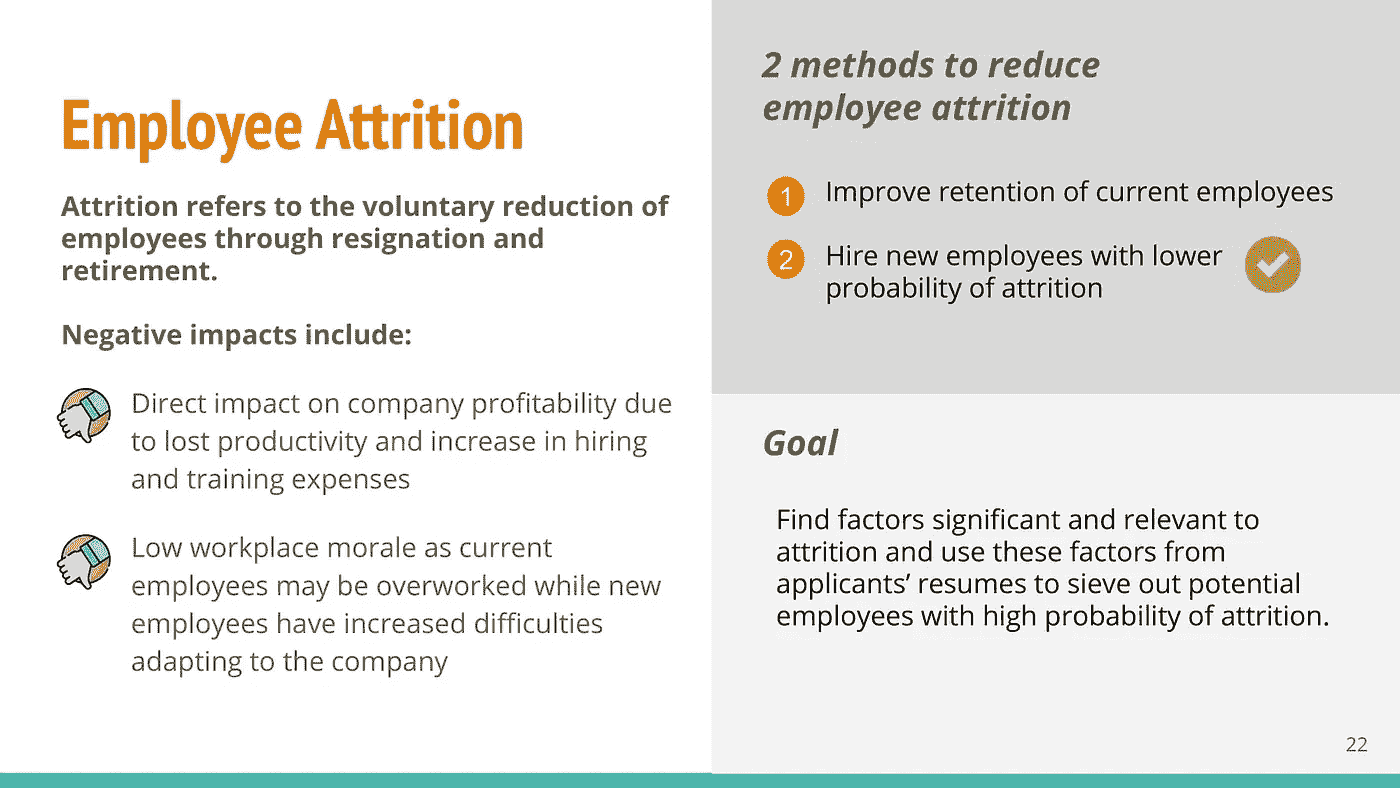 Employee Attrition
Attrition refers to the voluntary reduction of
employees through resignation and
retirement.
Negative impacts include:
Direct impact on company profitability due
to lost productivity and increase in hiring
and training expenses
Low workplace morale as current
employees may be overworked while new
employees have increased difficulties
adapting to the company
2 methods to reduce
employee attrition
1 Improve retention of current employees
2 Hire new employees with lower
probability of attrition
Goal
Find factors significant and relevant to
attrition and use these factors from
applicants’ resumes to sieve out potential
employees with high probability of attrition.
22